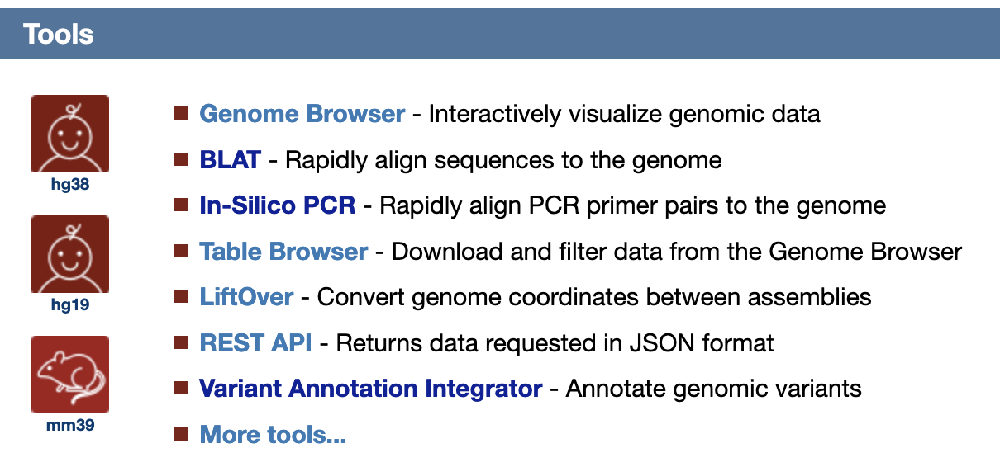 Tools
hg38
hg19
mm39
Genome Browser - Interactively visualize genomic data
BLAT - Rapidly align sequences to the genome
In-Silico PCR - Rapidly align PCR primer pairs to the genome
Table Browser - Download and filter data from the Genome Browser
LiftOver - Convert genome coordinates between assemblies
REST API - Returns data requested in JSON format
Variant Annotation Integrator - Annotate genomic variants
More tools...